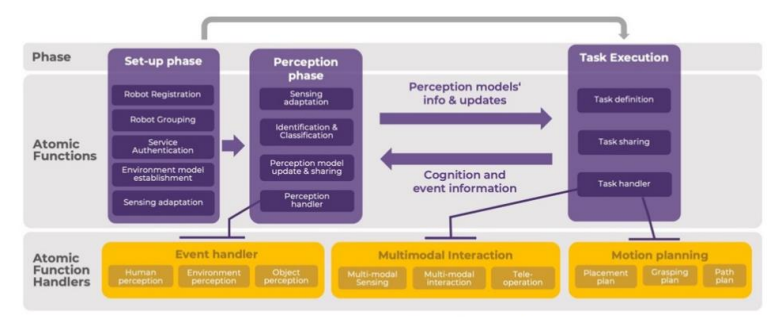 Phase
Set-up phase
Perception
phase
Task Execution
Atomic
Functions
Robot Registration
Robot Grouping
Service
Authentication
Environment model
establishment
Sensing adaptation
Sensing
adaptation
Identification &
Classification
Perception model
update & sharing
Perception
handler
Perception models'
info & updates
Cognition and
event information
Task definition
Task sharing
Task handler
Atomic
Function
Handlers
Event handler
Human
perception
Environment
perception
Object
perception
Multimodal Interaction
Multi-modal
Sensing
Multi-modal
interaction
Tele-
operation
Motion planning
Placement
plan
Grasping
plan
Path
plan